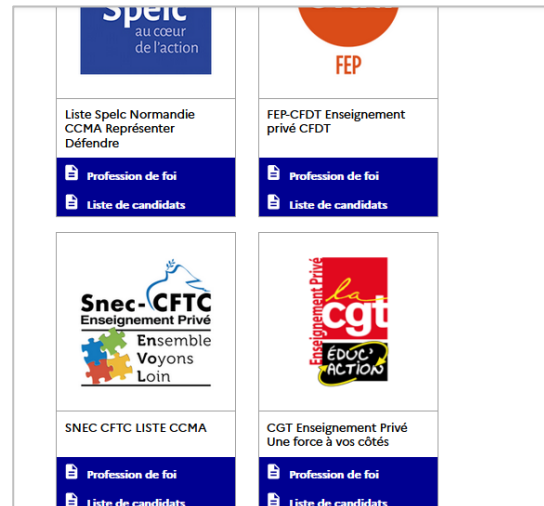 Spelc
au cœur
de l'action
FEP
Liste Spelc Normandie
CCMA Représenter
Défendre
FEP-CFDT Enseignement
privé CFDT
Profession de foi
Profession de foi
Liste de candidats
Liste de candidats
Snec-CFTC
Enseignement Privé
Ensemble
Voyons
Loin
Enseignement Privé
la
cgt
ÉDUC'
ACTION
SNEC CFTC LISTE CCMA
CGT Enseignement Privé
Une force à vos côtés
Profession de foi
Profession de foi
Liste de candidats
Liste de candidats